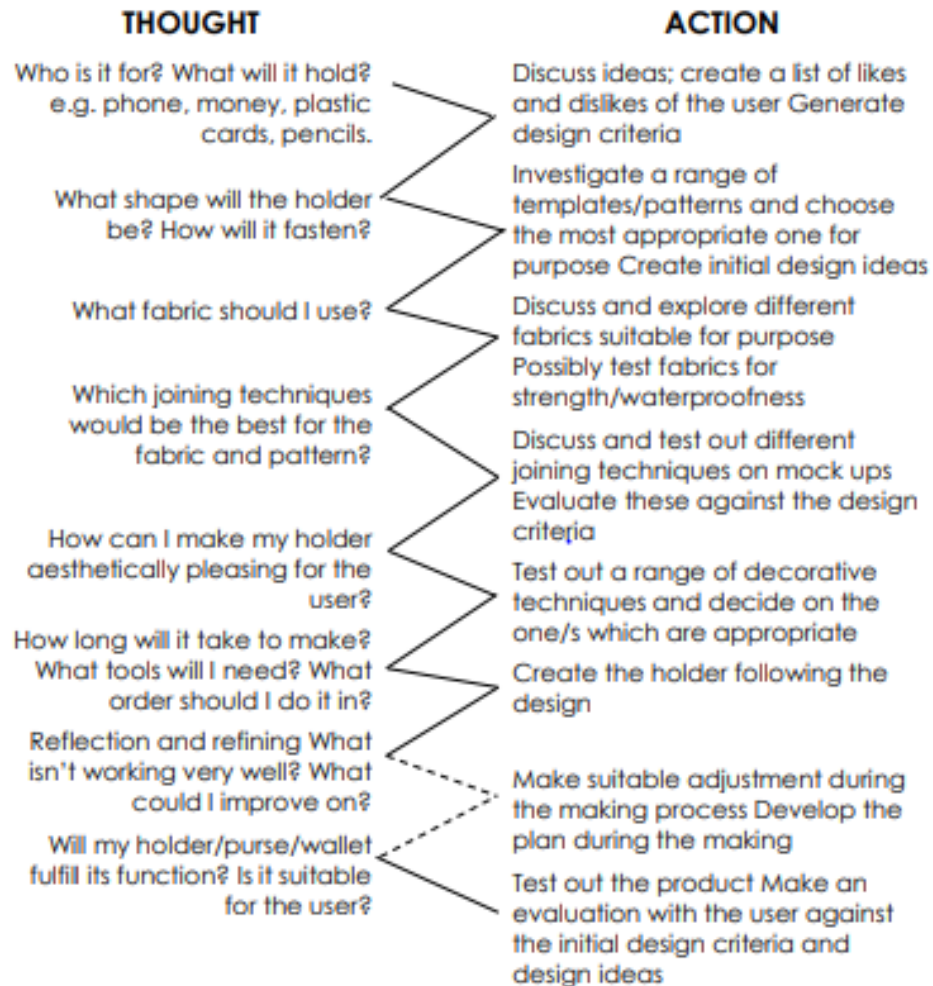 THOUGHT
ACTION
Who is it for? What will it hold?
e.g. phone, money, plastic
cards, pencils.
Discuss ideas; create a list of likes
and dislikes of the user Generate
design criteria
What shape will the holder
be? How will it fasten?
Investigate a range of
templates/patterns and choose
the most appropriate one for
purpose Create initial design ideas
What fabric should I use?
Discuss and explore different
fabrics suitable for purpose
Possibly test fabrics for
strength/waterproofness
Which joining techniques
would be the best for the
fabric and pattern?
Discuss and test out different
joining techniques on mock ups
Evaluate these against the design
criteria
How can I make my holder
aesthetically pleasing for the
user?
Test out a range of decorative
techniques and decide on the
one/s which are appropriate
How long will it take to make?
What tools will I need? What
order should I do it in?
Create the holder following the
design
Reflection and refining What
isn't working very well? What
could I improve on?
Make suitable adjustment during
the making process Develop the
plan during the making
Will my holder/purse/wallet
fulfill its function? Is it suitable
for the user?
Test out the product Make an
evaluation with the user against
the initial design criteria and
design ideas